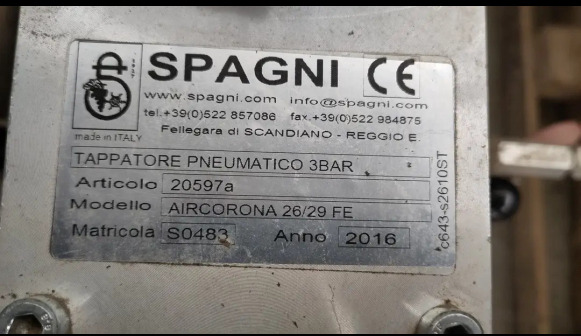 SPAGNI CE
www.spagni.com info@spagni.com
tel.+39(0)522 857086 fax.+39(0)522 984875
Fellegara di SCANDIANO - REGGIO E.
made in ITALY
TAPPATORE PNEUMATICO 3BAR
Articolo 20597a
Modello AIRCORONA 26/29 FE
Matricola S0483 Anno 2016
c643-s2610ST